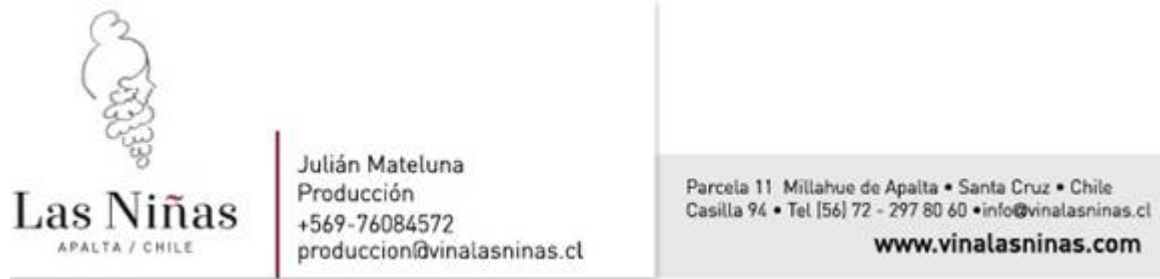 Las Niñas
APALTA / CHILE
Julián Mateluna
Producción
+569-76084572
produccion@vinalasninas.cl
Parcela 11 Millahue de Apalta • Santa Cruz • Chile
Casilla 94 • Tel (56) 72 - 297 80 60 •info@vinalasninas.cl
www.vinalasninas.com